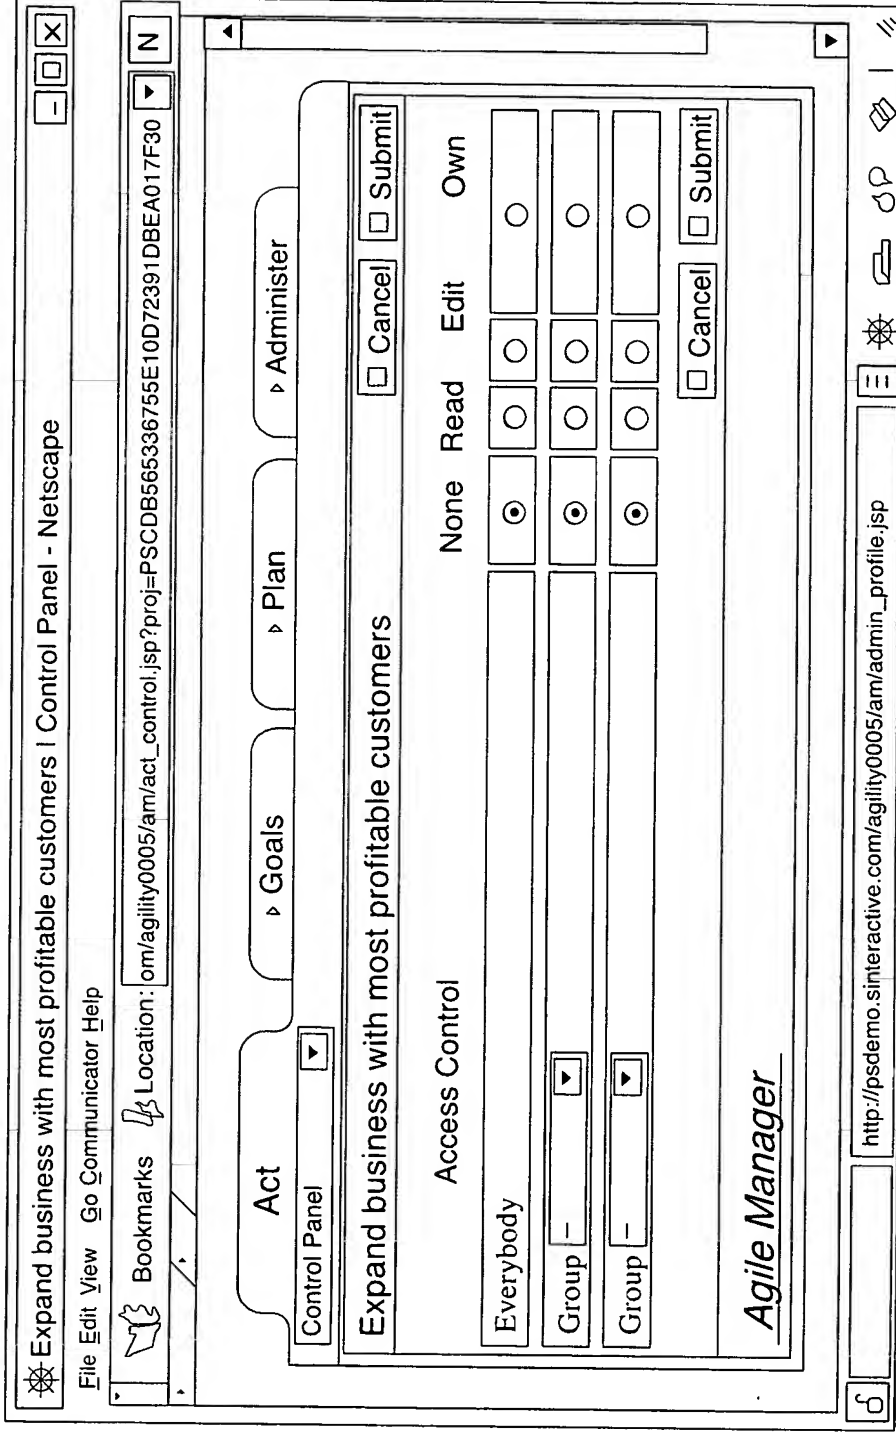 Expand business with most profitable customers | Control Panel - Netscape
File Edit View Go Communicator Help
Bookmarks Location: om/agility0005/am/act_control.jsp?proj=PSCDB565336755E10D72391DBEA017F30 N
Act ▹ Goals ▹ Plan ▹ Administer
Control Panel
Expand business with most profitable customers Cancel Submit
Access Control None Read Edit Own
Everybody
Group –
Group –
Cancel Submit
Agile Manager
http://psdemo.sinteractive.com/agility0005/am/admin_profile.jsp